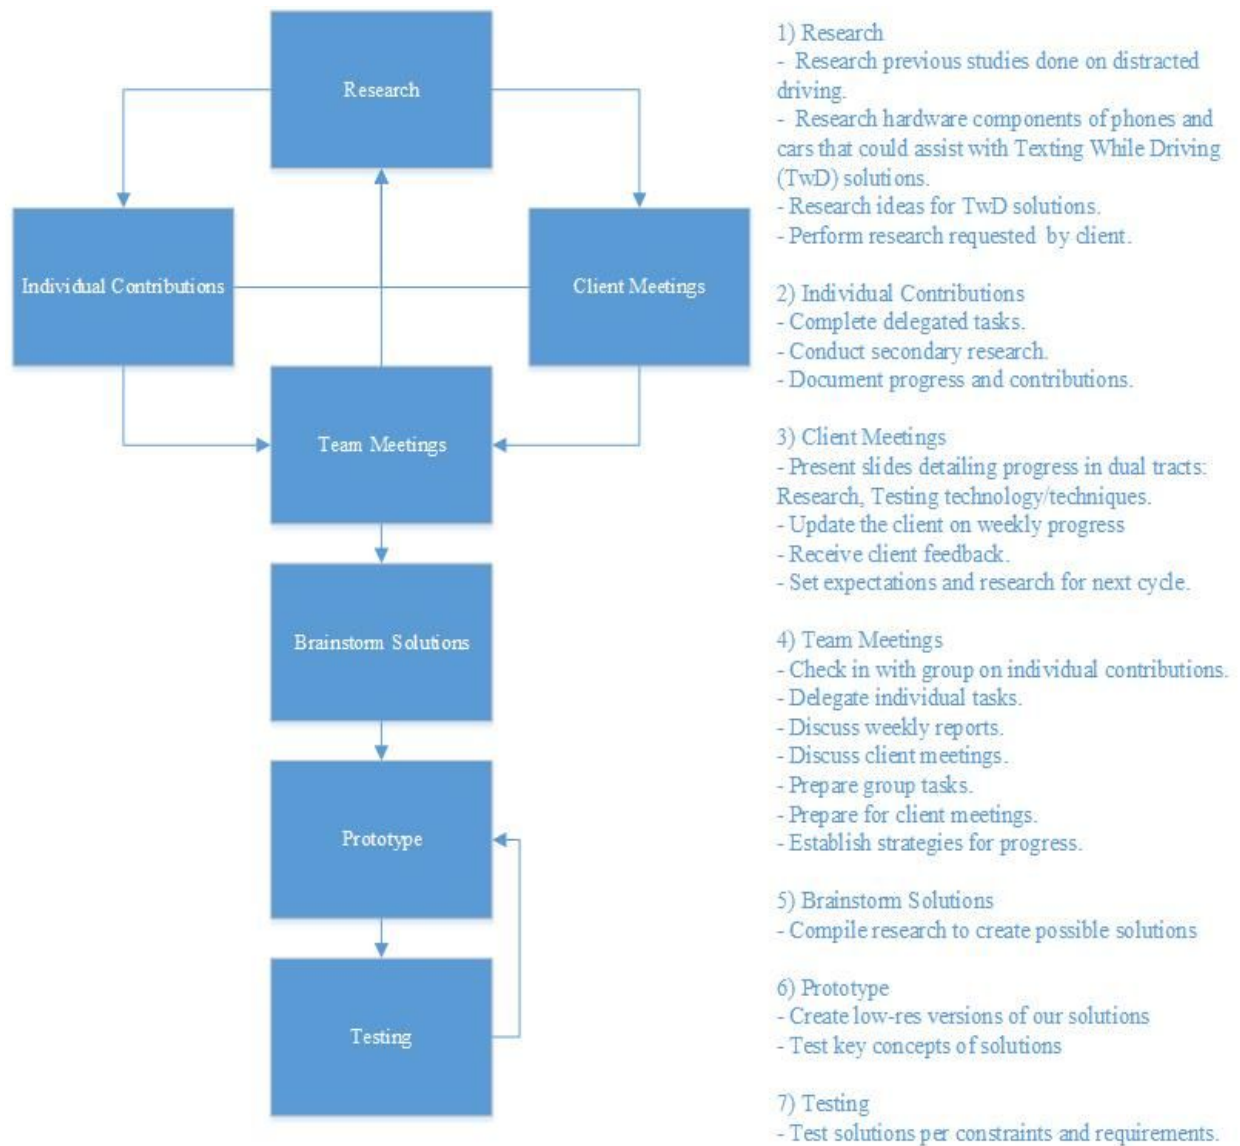 Research
Individual Contributions
Client Meetings
Team Meetings
Brainstorm Solutions
Prototype
Testing
1) Research
- Research previous studies done on distracted
driving.
- Research hardware components of phones and
cars that could assist with Texting While Driving
(TwD) solutions.
- Research ideas for TwD solutions.
- Perform research requested by client.
2) Individual Contributions
- Complete delegated tasks.
- Conduct secondary research.
- Document progress and contributions.
3) Client Meetings
- Present slides detailing progress in dual tracts:
Research, Testing technology/techniques.
- Update the client on weekly progress
- Receive client feedback.
- Set expectations and research for next cycle.
4) Team Meetings
- Check in with group on individual contributions.
- Delegate individual tasks.
- Discuss weekly reports.
- Discuss client meetings.
- Prepare group tasks.
- Prepare for client meetings.
- Establish strategies for progress.
5) Brainstorm Solutions
- Compile research to create possible solutions
6) Prototype
- Create low-res versions of our solutions
- Test key concepts of solutions
7) Testing
- Test solutions per constraints and requirements.